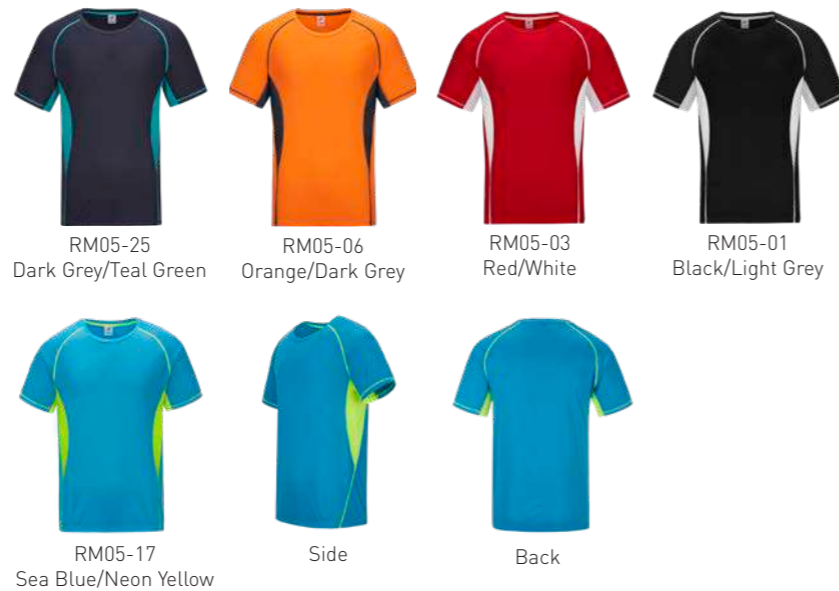 RM05-25
Dark Grey/Teal Green
RM05-06
Orange/Dark Grey
RM05-03
Red/White
RM05-01
Black/Light Grey
RM05-17
Sea Blue/Neon Yellow
Side
Back